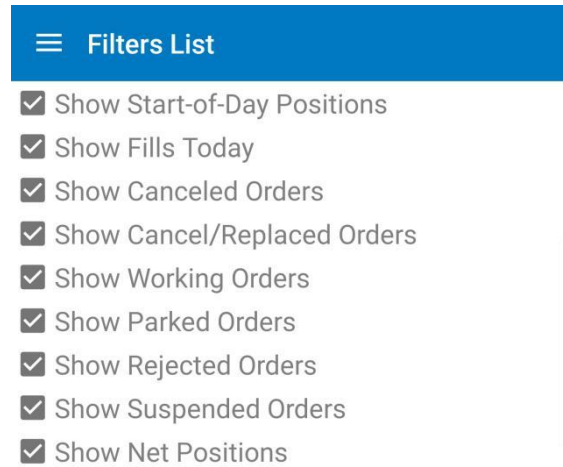 Filters List
Show Start-of-Day Positions
Show Fills Today
Show Canceled Orders
Show Cancel/Replaced Orders
Show Working Orders
Show Parked Orders
Show Rejected Orders
Show Suspended Orders
Show Net Positions